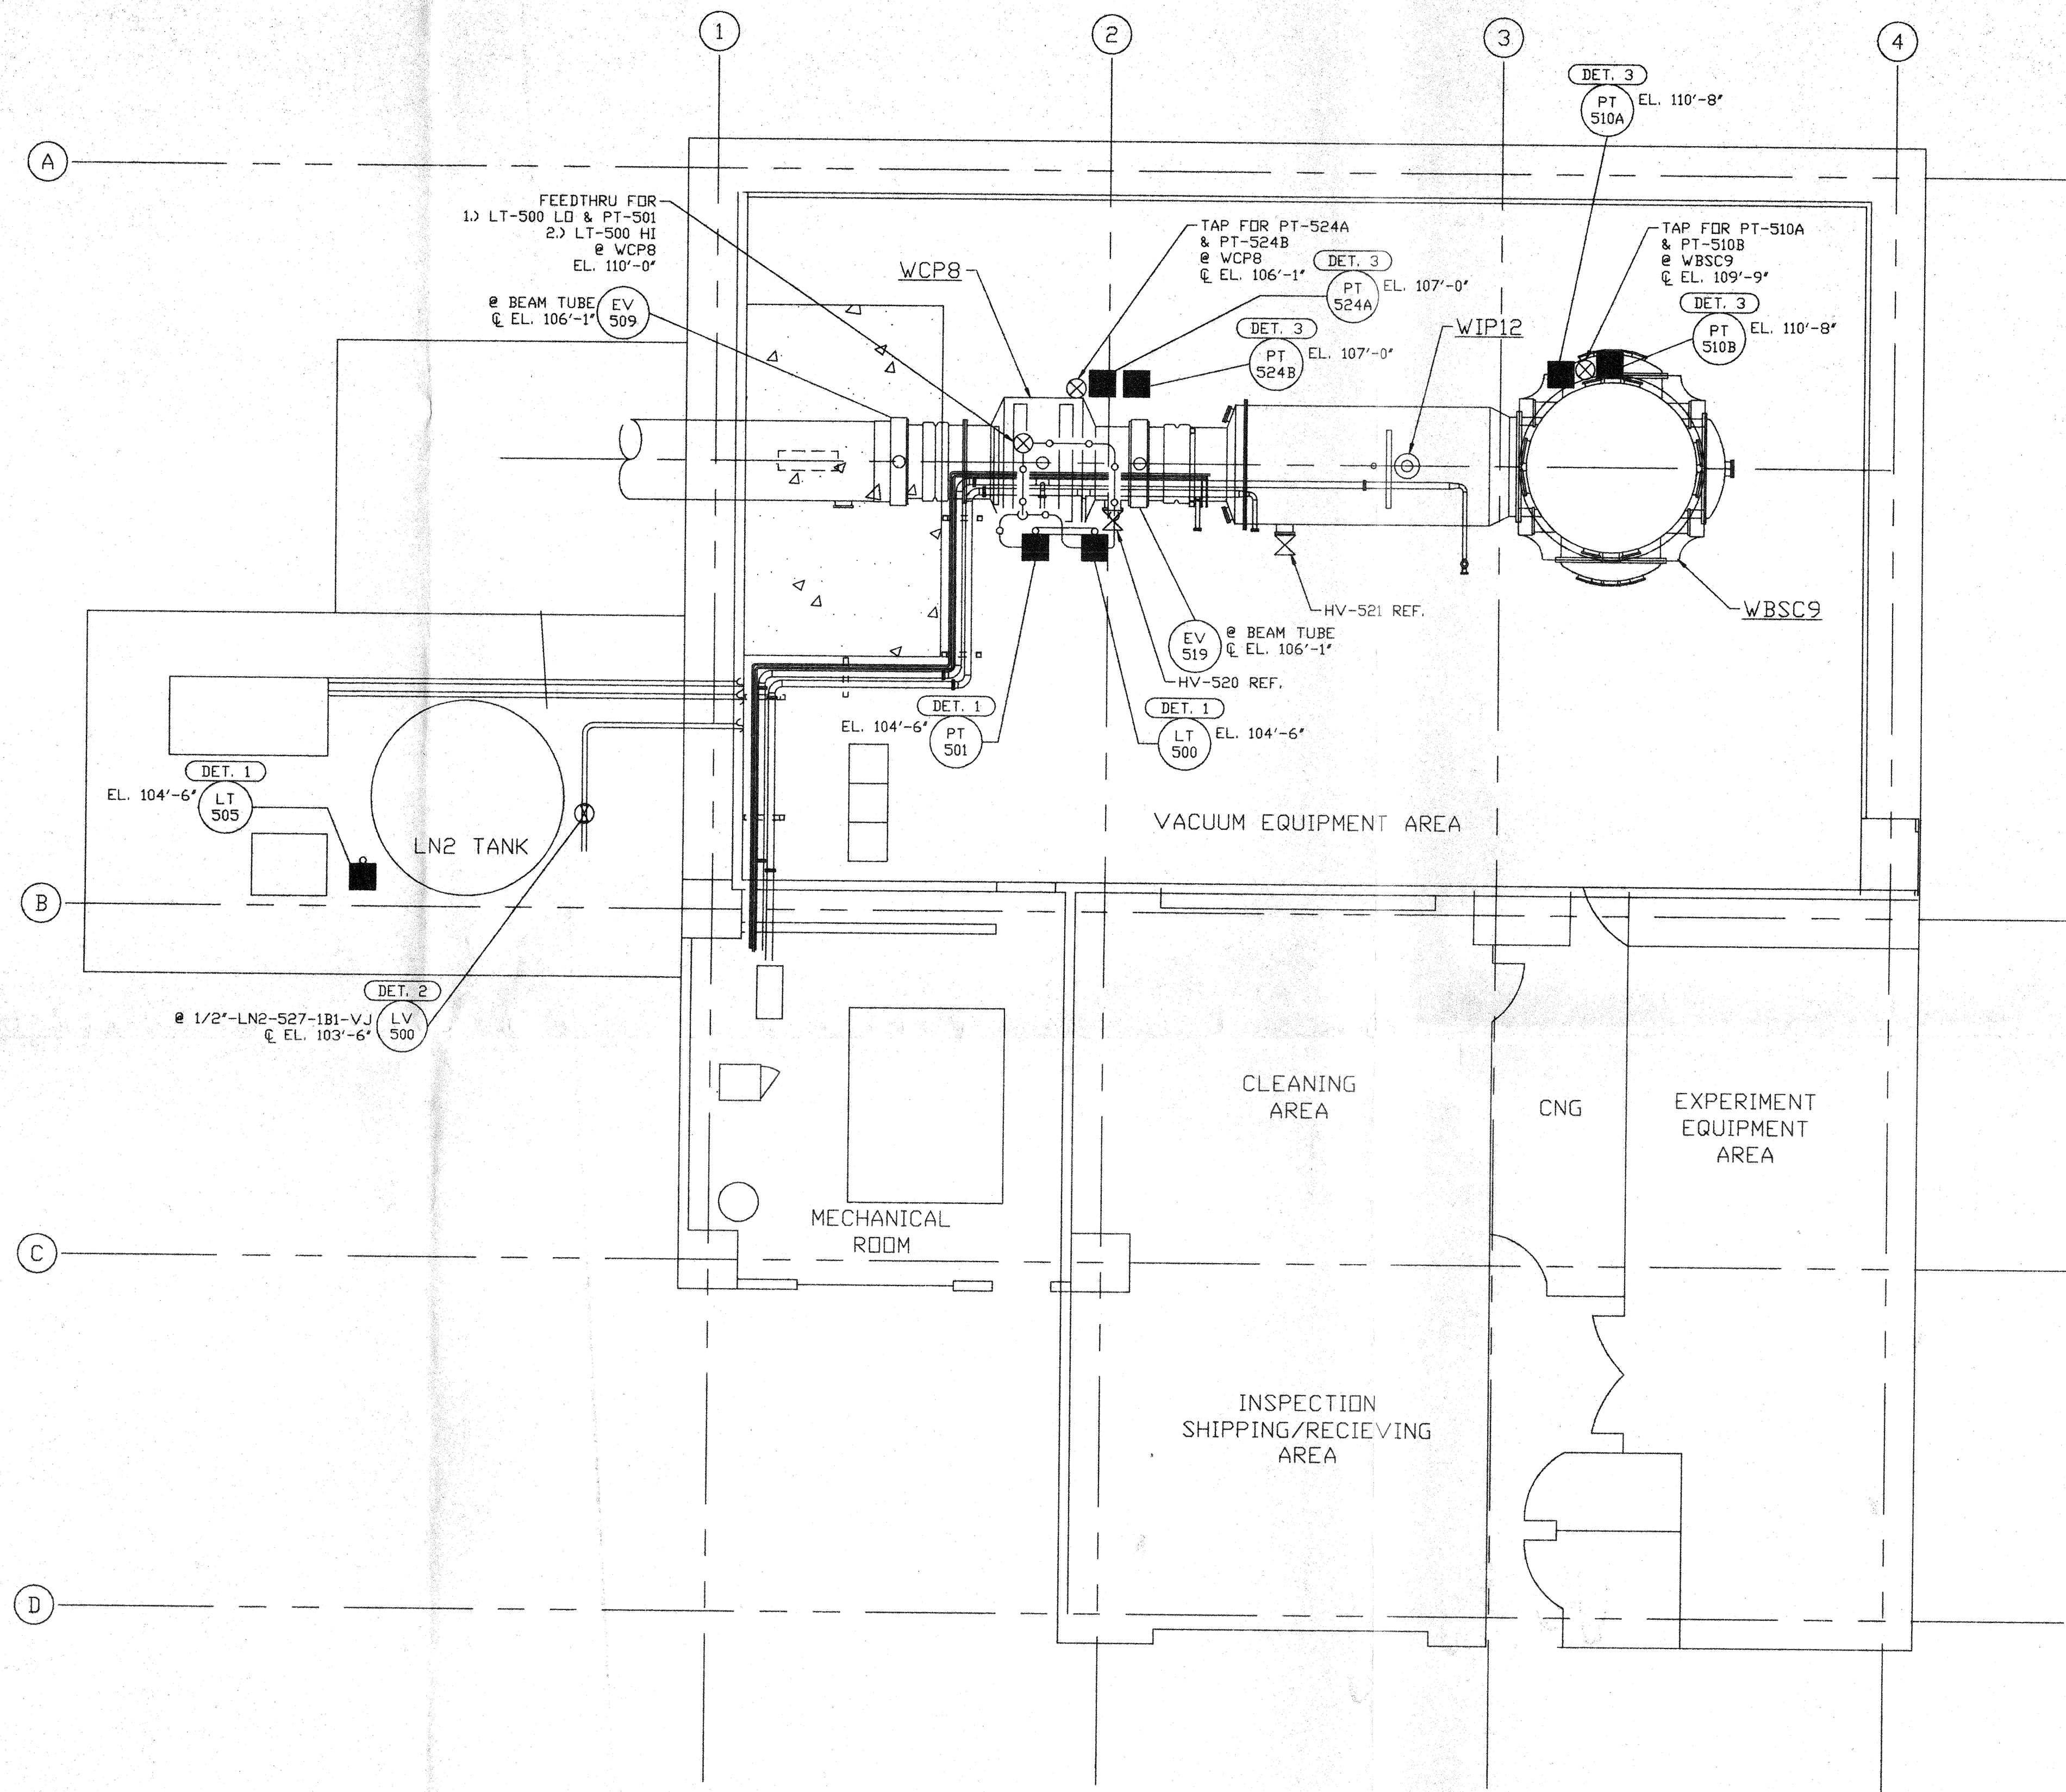 1
2
3
4
DET. 3
PT
510A
EL. 110'-8"
A
FEEDTHRU FOR
1.) LT-500 LO & PT-501
2.) LT-500 HI
@ WCP8
EL. 110'-0"
TAP FOR PT-524A
& PT-524B
@ WCP8
℄ EL. 106'-1"
TAP FOR PT-510A
& PT-510B
@ WBSC9
℄ EL. 109'-9"
WCP8
DET. 3
PT
524A
EL. 107'-0"
@ BEAM TUBE
℄ EL. 106'-1"
EV
509
DET. 3
PT
524B
EL. 107'-0"
WIP12
DET. 3
PT
510B
EL. 110'-8"
HV-521 REF.
WBSC9
EV
519
@ BEAM TUBE
℄ EL. 106'-1"
HV-520 REF.
DET. 1
EL. 104'-6"
PT
501
DET. 1
LT
500
EL. 104'-6"
DET. 1
EL. 104'-6"
LT
505
LN2 TANK
VACUUM EQUIPMENT AREA
B
DET. 2
@ 1/2"-LN2-527-1B1-VJ
℄ EL. 103'-6"
LV
500
CLEANING
AREA
CNG
EXPERIMENT
EQUIPMENT
AREA
MECHANICAL
ROOM
C
INSPECTION
SHIPPING/RECIEVING
AREA
D